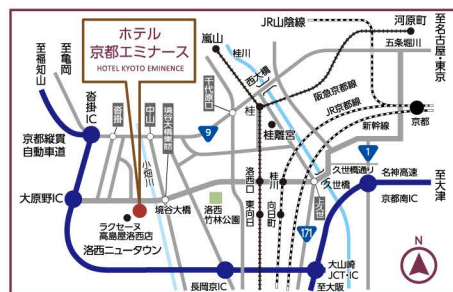 ホテル
京都エミナース
HOTEL KYOTO EMINENCE
至福知山
至亀岡
嵐山
桂川
JR山陰線
河原町
五条堀川
至名古屋・東京
沓掛IC
沓掛
中山
千代原口
西大橋
阪急京都線
JR京都線
新幹線
京都
京都縦貫
自動車道
9
桂
桂離宮
1
小畑川
久世橋通り
久世橋
名神高速
至大津
大原野IC
境谷大橋
洛西口
桂川
上久世
京都南IC
ラクセーヌ
高島屋洛西店
洛西
竹林公園
東向日
向日町
洛西ニュータウン
171
長岡京IC
大山崎
JCT・IC
至大阪
N